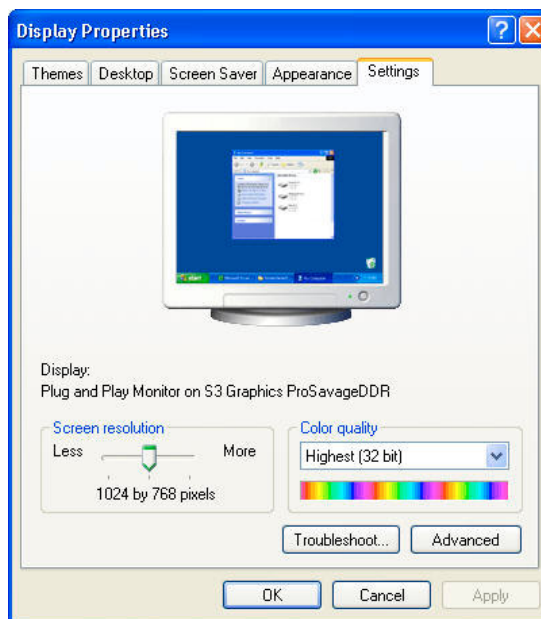 Display Properties
Themes Desktop Screen Saver Appearance Settings
start
Display:
Plug and Play Monitor on S3 Graphics ProSavageDDR
Screen resolution
Less More
1024 by 768 pixels
Color quality
Highest (32 bit)
Troubleshoot... Advanced
OK Cancel Apply